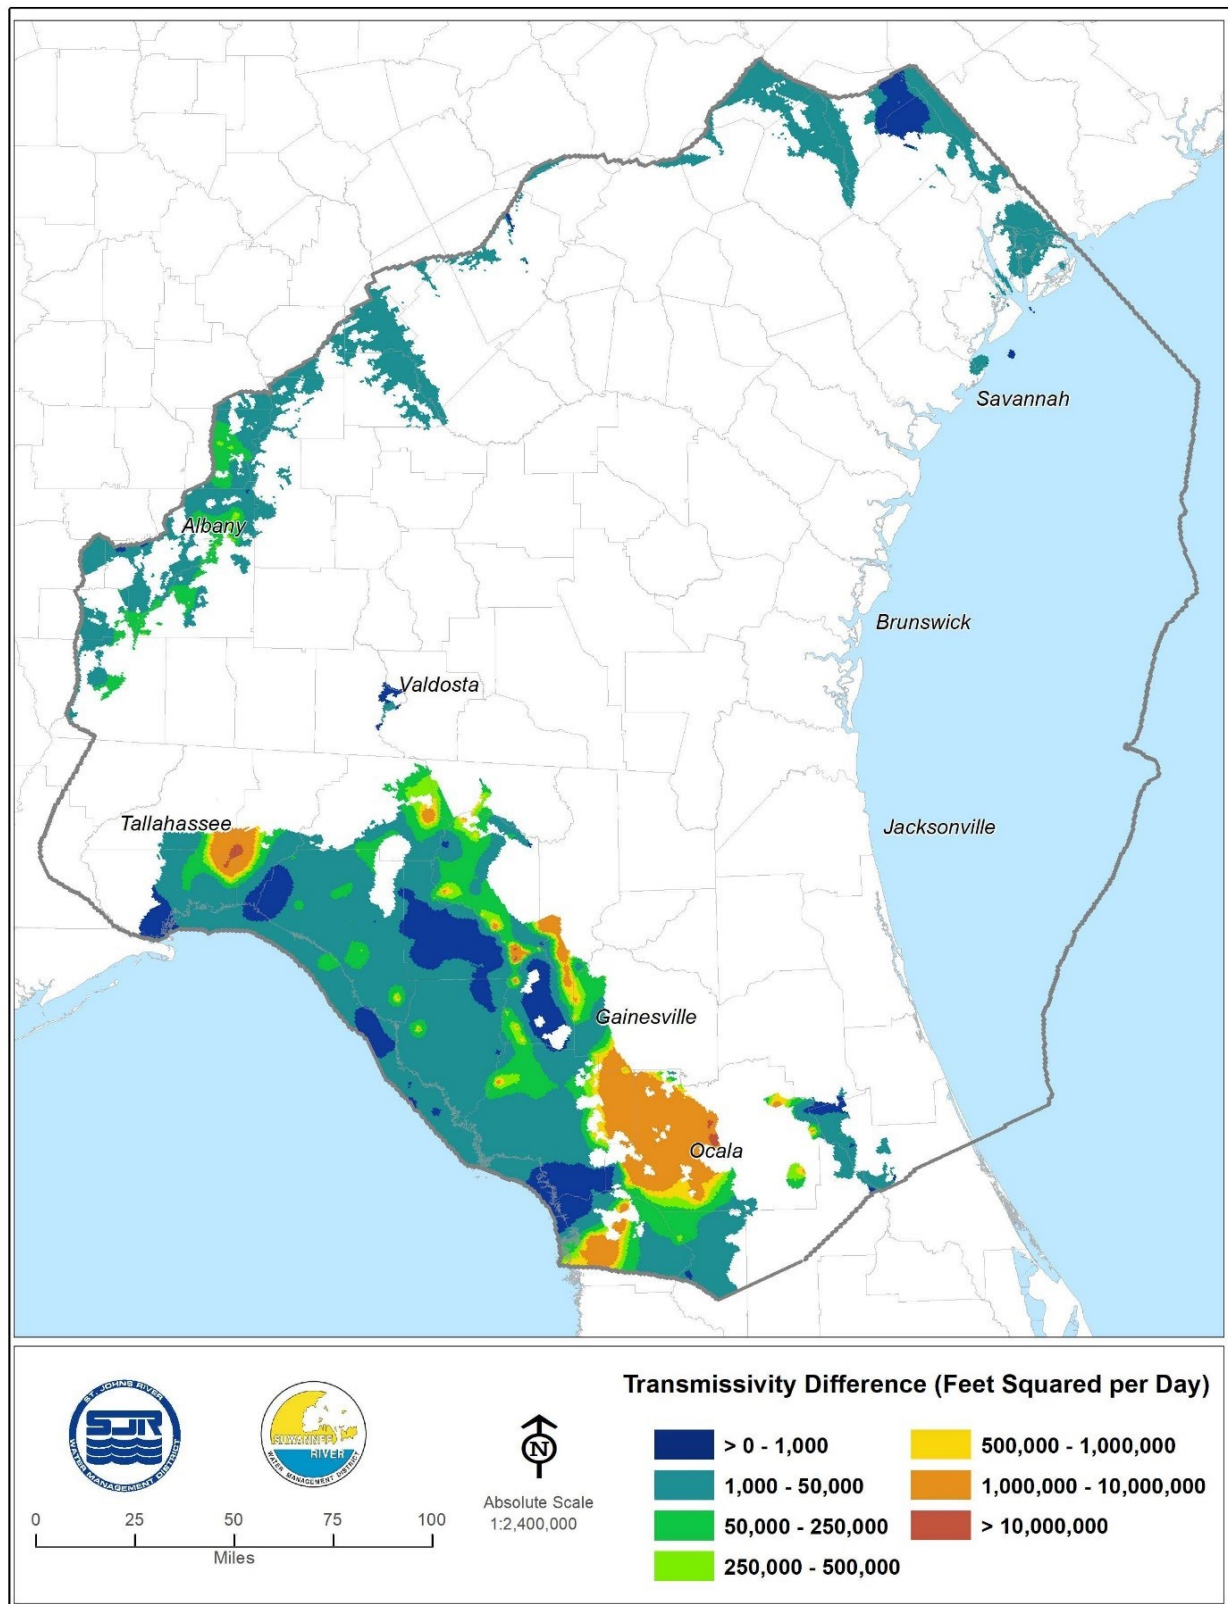 Savannah
Albany
Brunswick
Valdosta
Tallahassee
Jacksonville
Gainesville
Ocala
Transmissivity Difference (Feet Squared per Day)
> 0 - 1,000
1,000 - 50,000
50,000 - 250,000
250,000 - 500,000
500,000 - 1,000,000
1,000,000 - 10,000,000
> 10,000,000
ST. JOHNS RIVER
SJR
WATER MANAGEMENT DISTRICT
SUWANNEE
RIVER
WATER MANAGEMENT DISTRICT
N
Absolute Scale
1:2,400,000
0 25 50 75 100
Miles